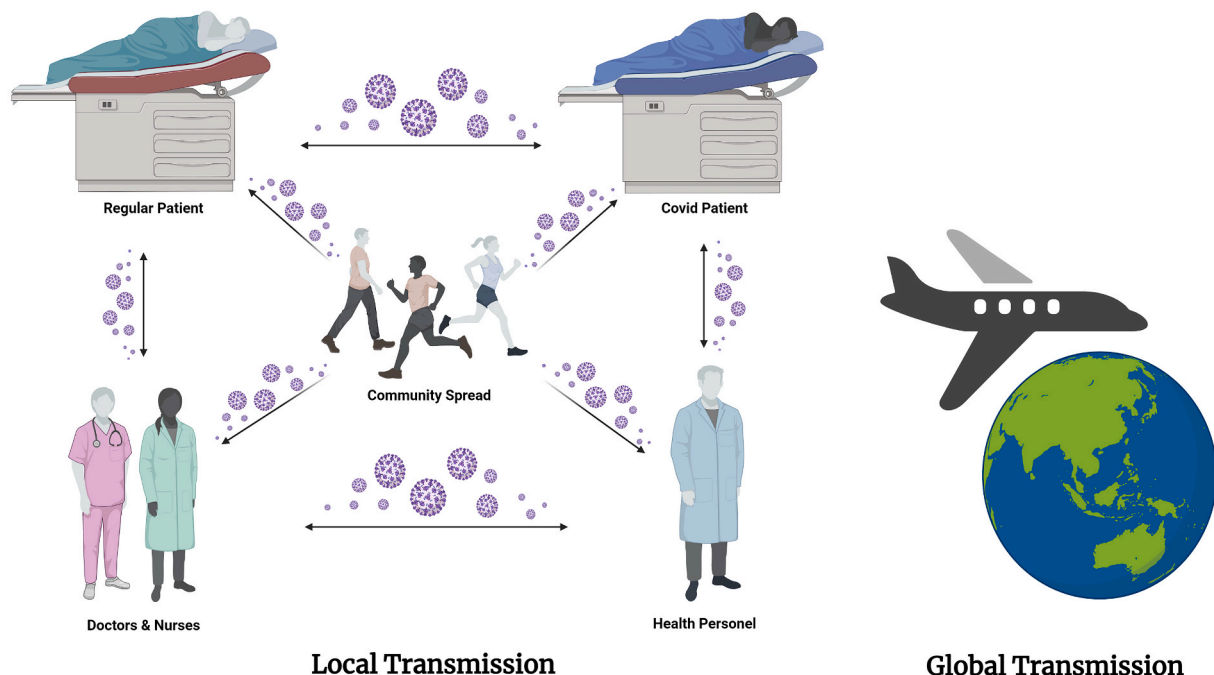 Regular Patient
Covid Patient
Community Spread
Doctors & Nurses
Health Personel
Local Transmission
Global Transmission